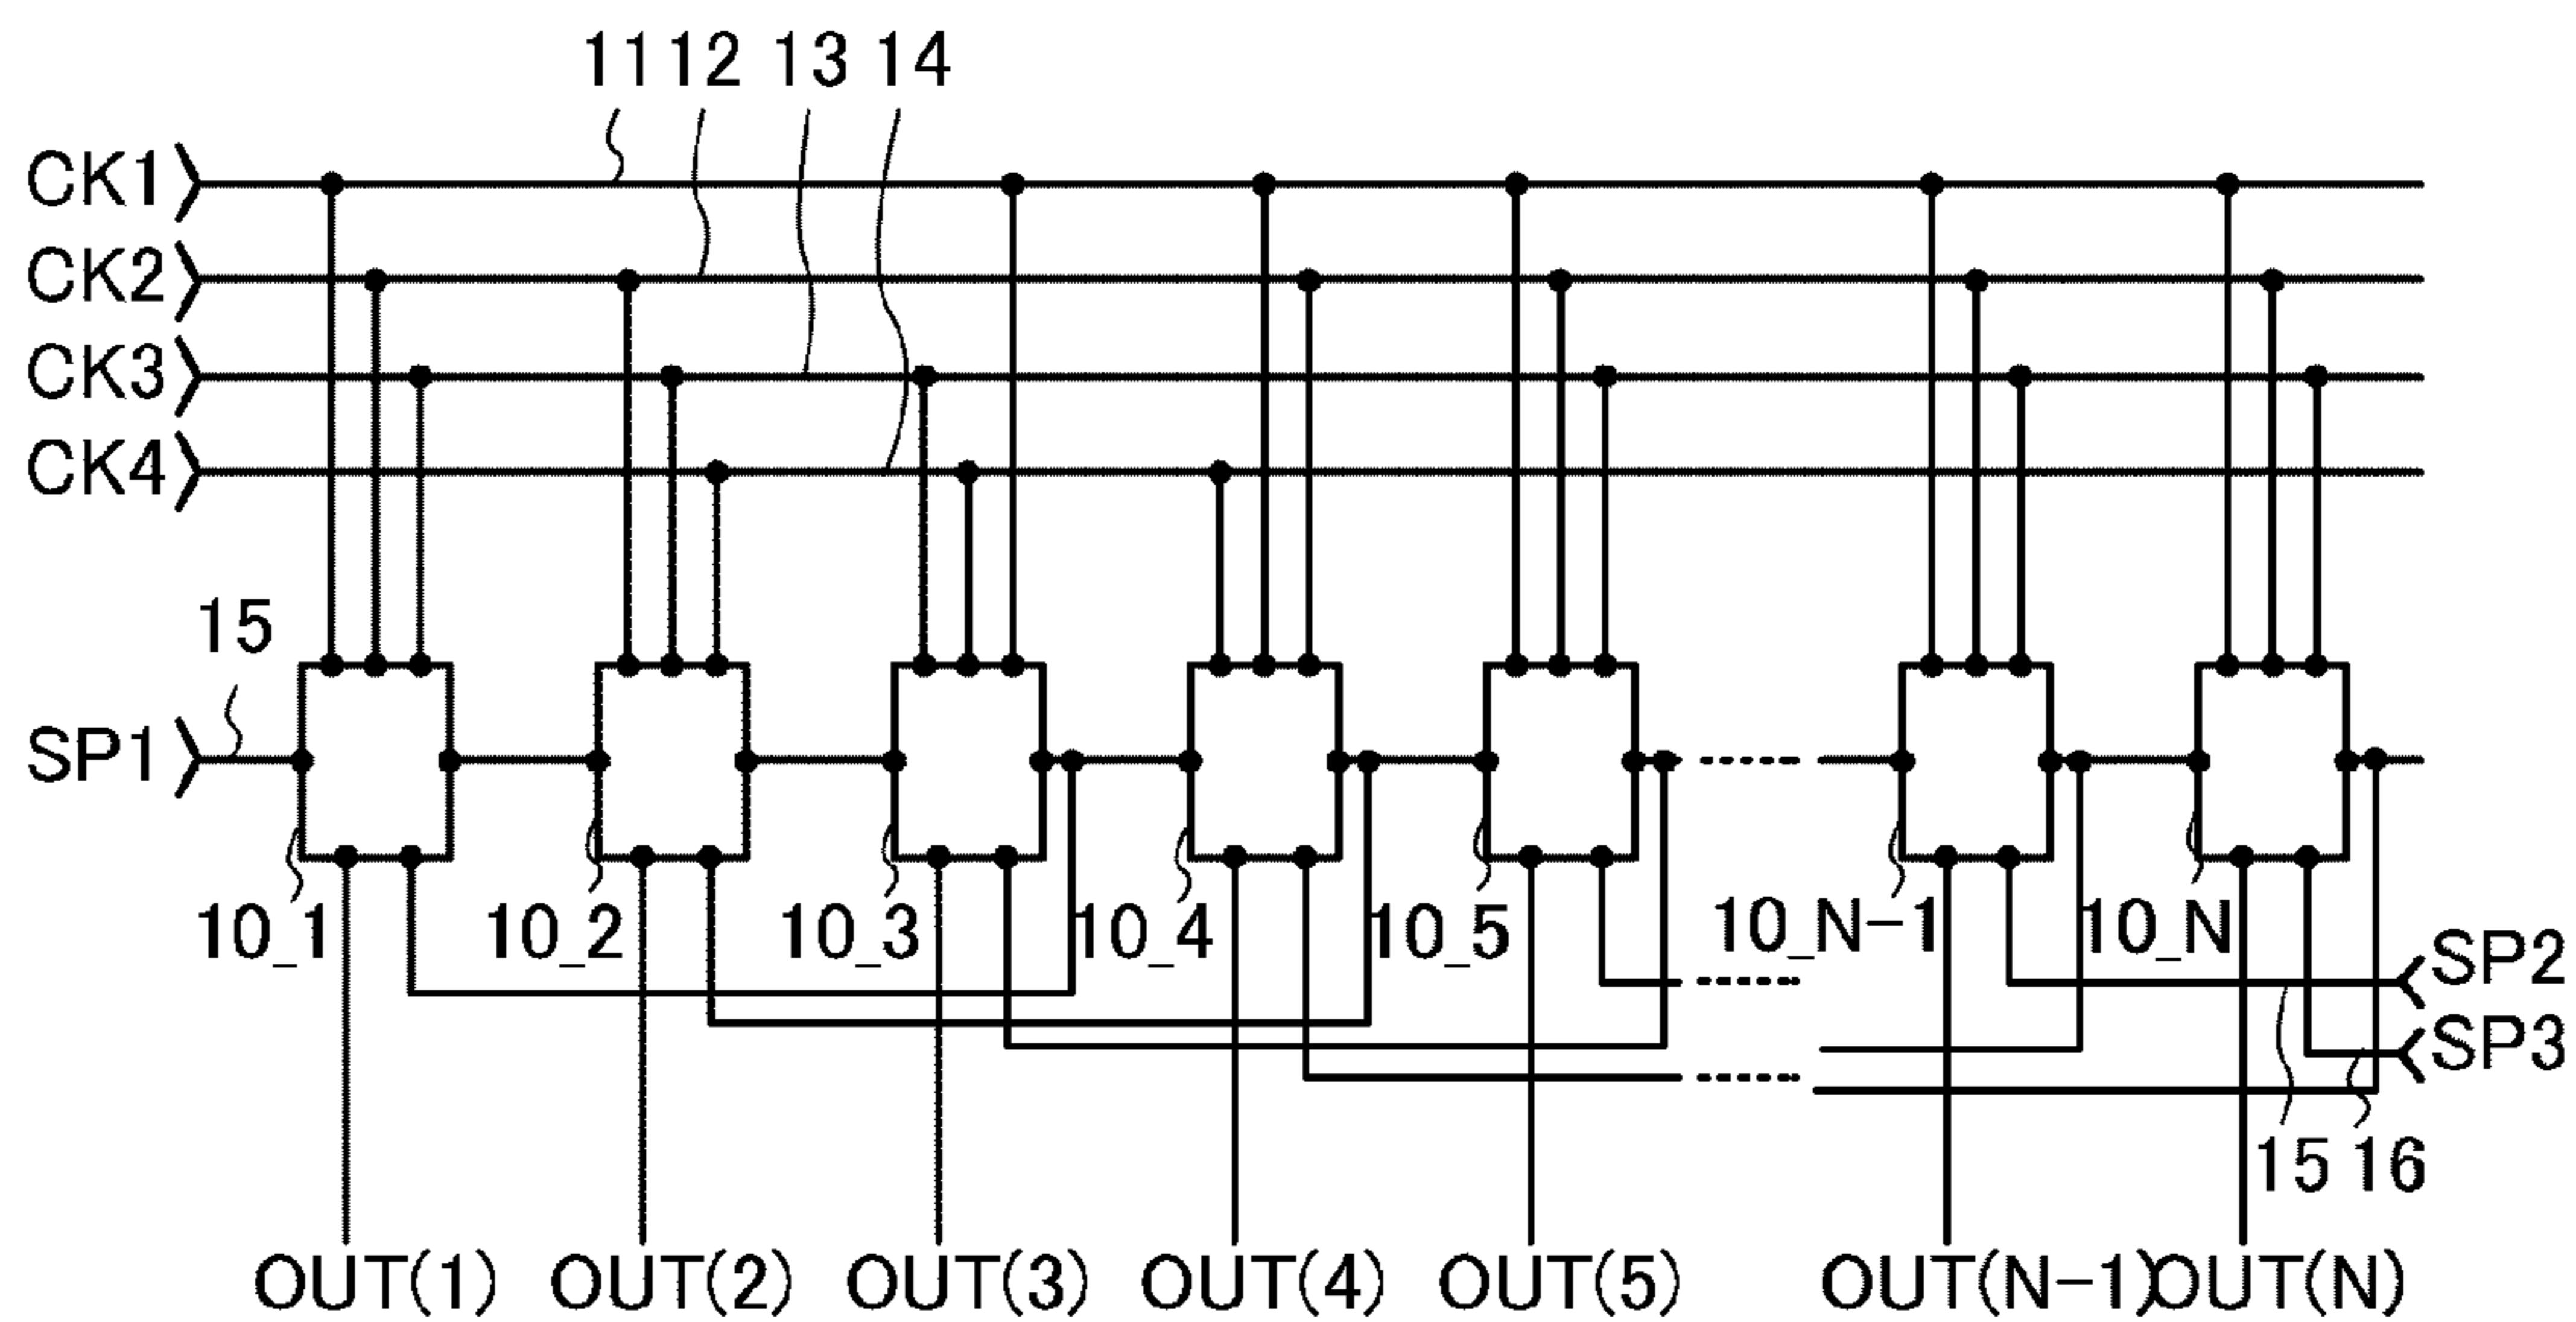 11 12 13 14
CK1
CK2
CK3
CK4
15
SP1
10_1 10_2 10_3 10_4 10_5 10_N-1 10_N
SP2
SP3
15 16
OUT(1) OUT(2) OUT(3) OUT(4) OUT(5) OUT(N-1) OUT(N)